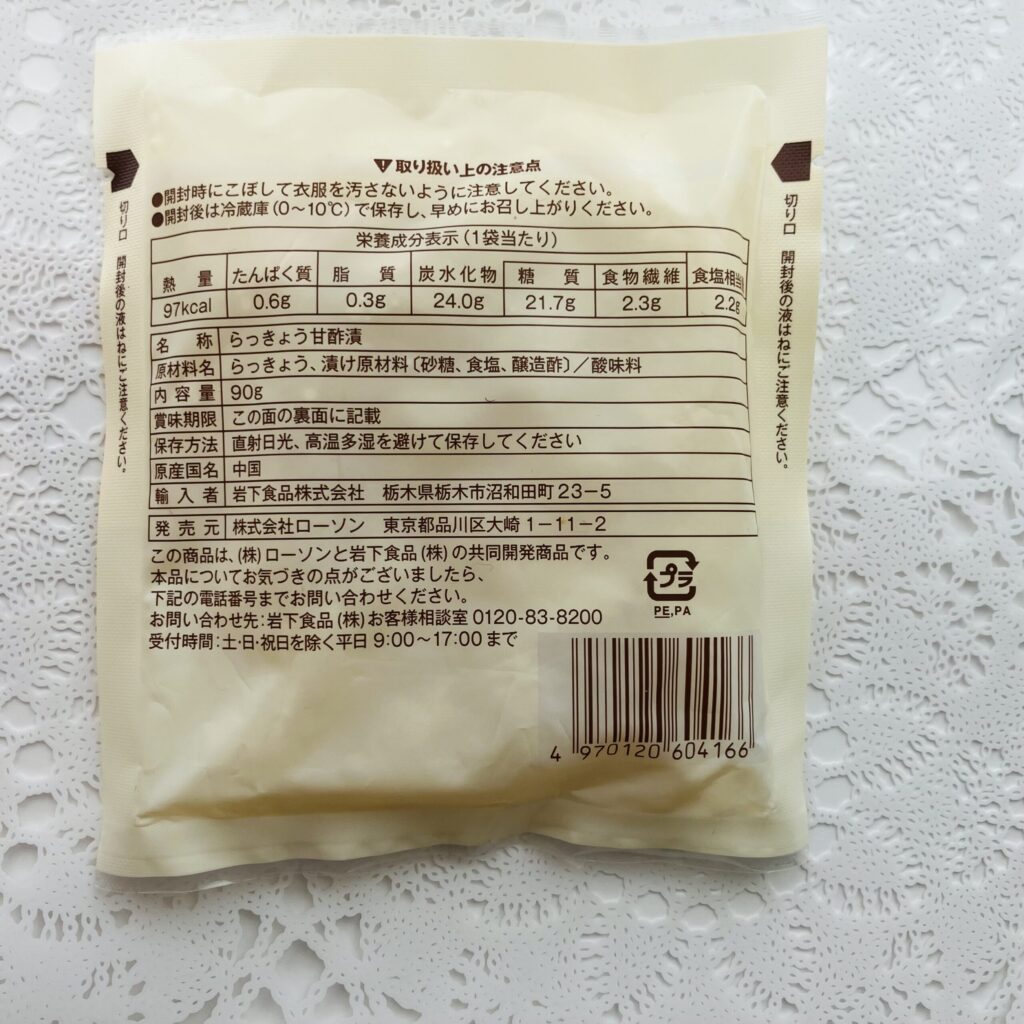 取り扱い上の注意点
●開封時にこぼして衣服を汚さないように注意してください。
●開封後は冷蔵庫(0～10℃)で保存し、早めにお召し上がりください。
栄養成分表示(1袋当たり)
熱量 たんぱく質 脂質 炭水化物 糖質 食物繊維 食塩相当
97kcal 0.6g 0.3g 24.0g 21.7g 2.3g 2.2g
名称 らっきょう甘酢漬
原材料名 らっきょう、漬け原材料〔砂糖、食塩、醸造酢〕／酸味料
内容量 90g
賞味期限 この面の裏面に記載
保存方法 直射日光、高温多湿を避けて保存してください
原産国名 中国
輸入者 岩下食品株式会社 栃木県栃木市沼和田町23－5
発売元 株式会社ローソン 東京都品川区大崎1－11－2
この商品は、(株)ローソンと岩下食品(株)の共同開発商品です。
本品についてお気づきの点がございましたら、
下記の電話番号までお問い合わせください。
お問い合わせ先：岩下食品(株)お客様相談室 0120-83-8200
受付時間：土・日・祝日を除く平日 9:00～17:00まで
プラ
PE,PA
4 970120 604166
切り口 開封後の液はねにご注意ください。
切り口 開封後の液はねにご注意ください。